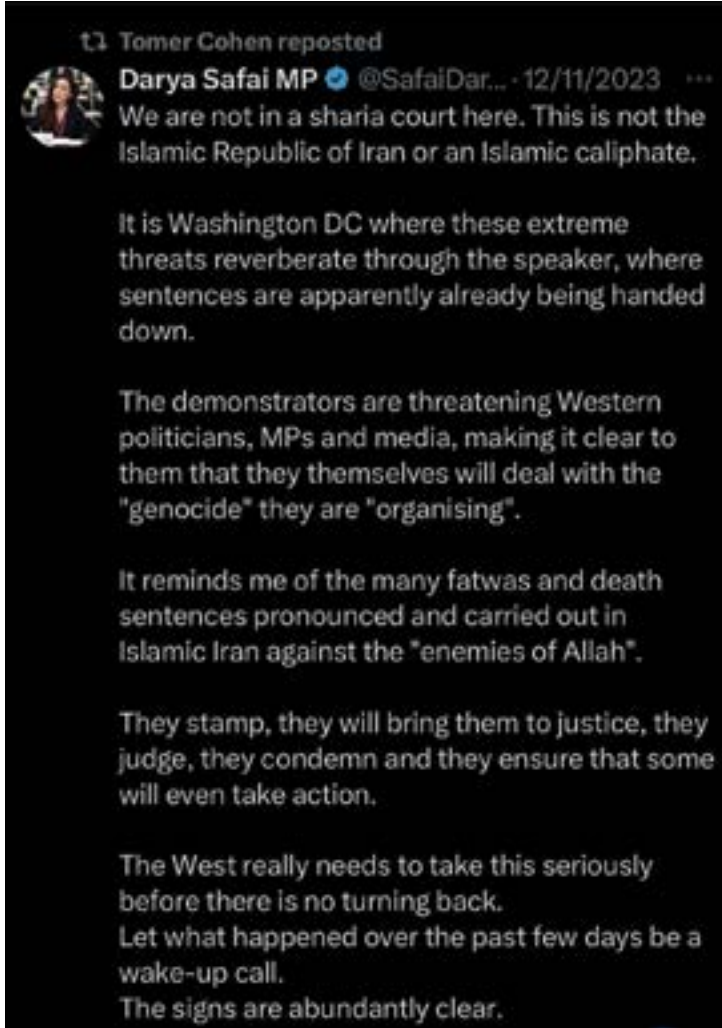 Tomer Cohen reposted
Darya Safai MP @SafaiDar... · 12/11/2023 ...
We are not in a sharia court here. This is not the
Islamic Republic of Iran or an Islamic caliphate.
It is Washington DC where these extreme
threats reverberate through the speaker, where
sentences are apparently already being handed
down.
The demonstrators are threatening Western
politicians, MPs and media, making it clear to
them that they themselves will deal with the
"genocide" they are "organising".
It reminds me of the many fatwas and death
sentences pronounced and carried out in
Islamic Iran against the "enemies of Allah".
They stamp, they will bring them to justice, they
judge, they condemn and they ensure that some
will even take action.
The West really needs to take this seriously
before there is no turning back.
Let what happened over the past few days be a
wake-up call.
The signs are abundantly clear.